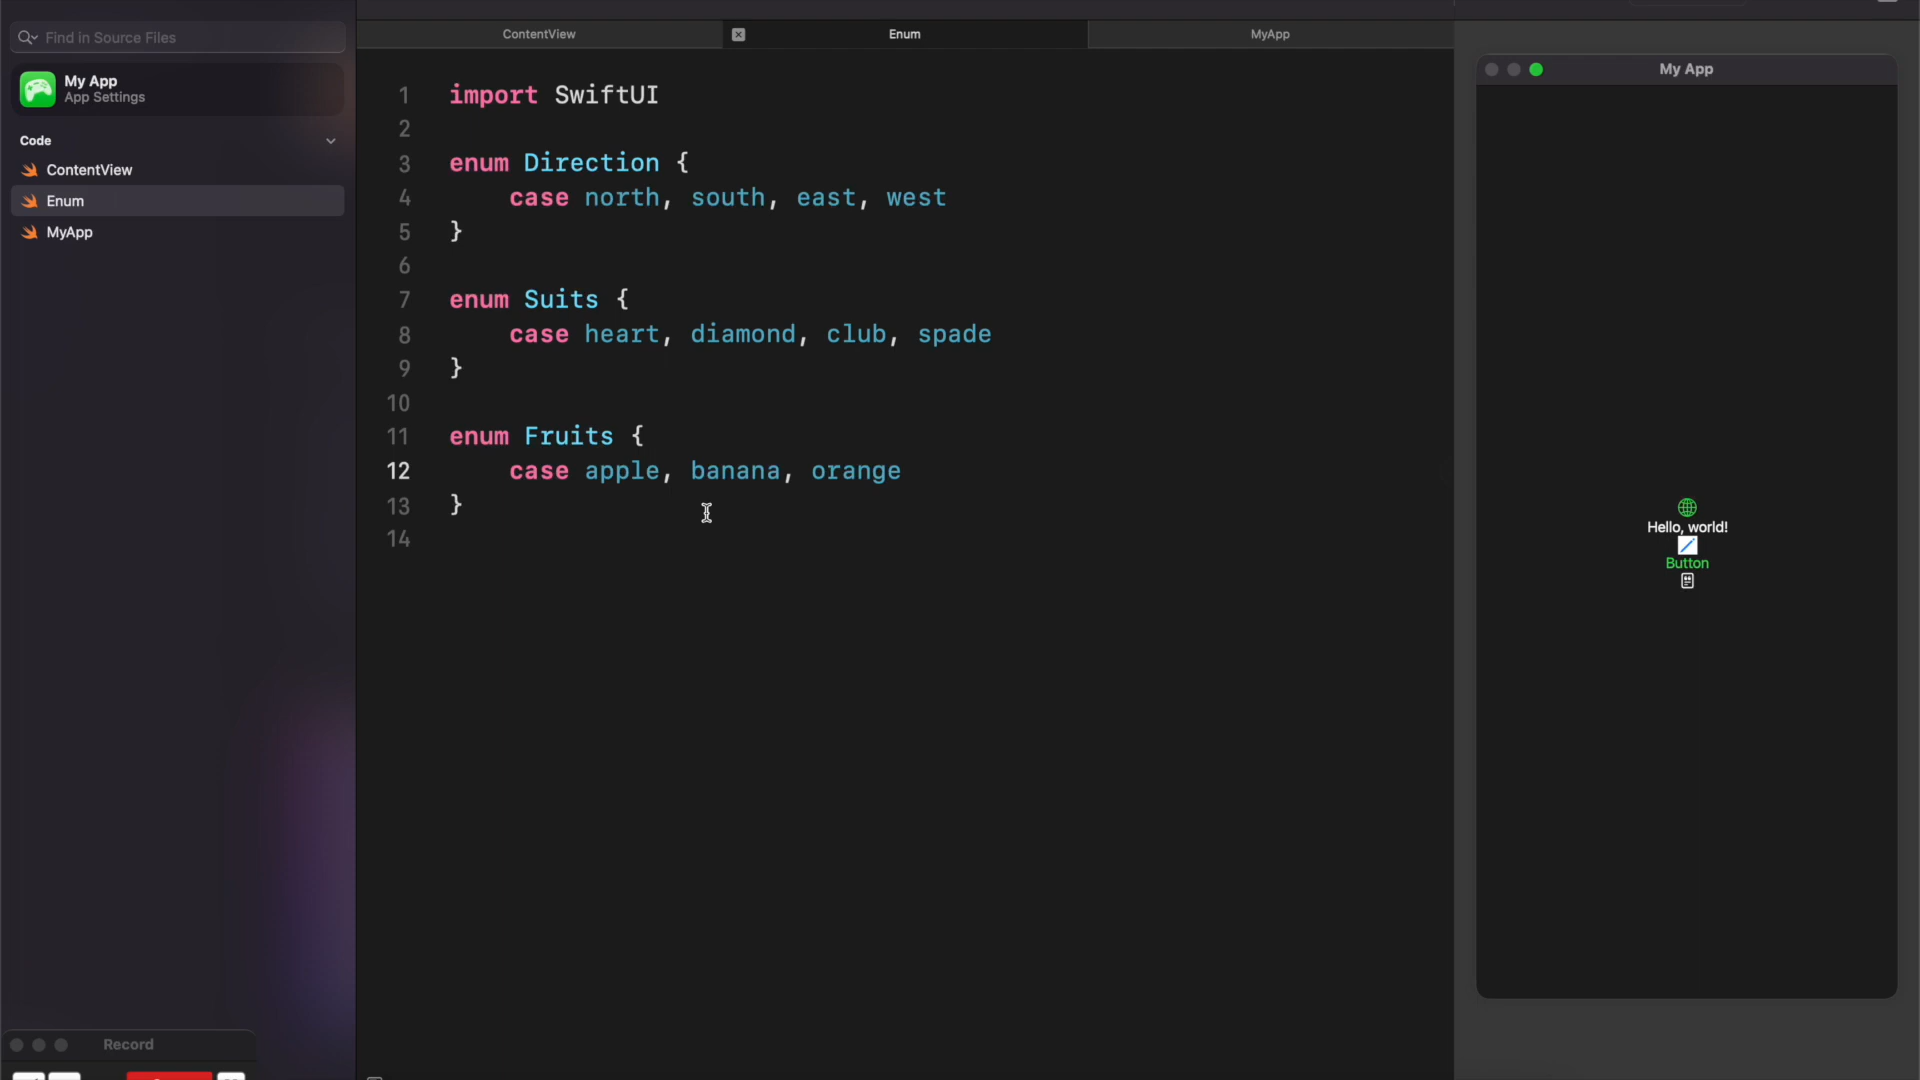 Find in Source Files
My App
App Settings
Code
ContentView
Enum
MyApp
Record
ContentView
Enum
MyApp
1 import SwiftUI
2
3 enum Direction {
4 case north, south, east, west
5 }
6
7 enum Suits {
8 case heart, diamond, club, spade
9 }
10
11 enum Fruits {
12 case apple, banana, orange
13 }
14
My App
Hello, world!
Button